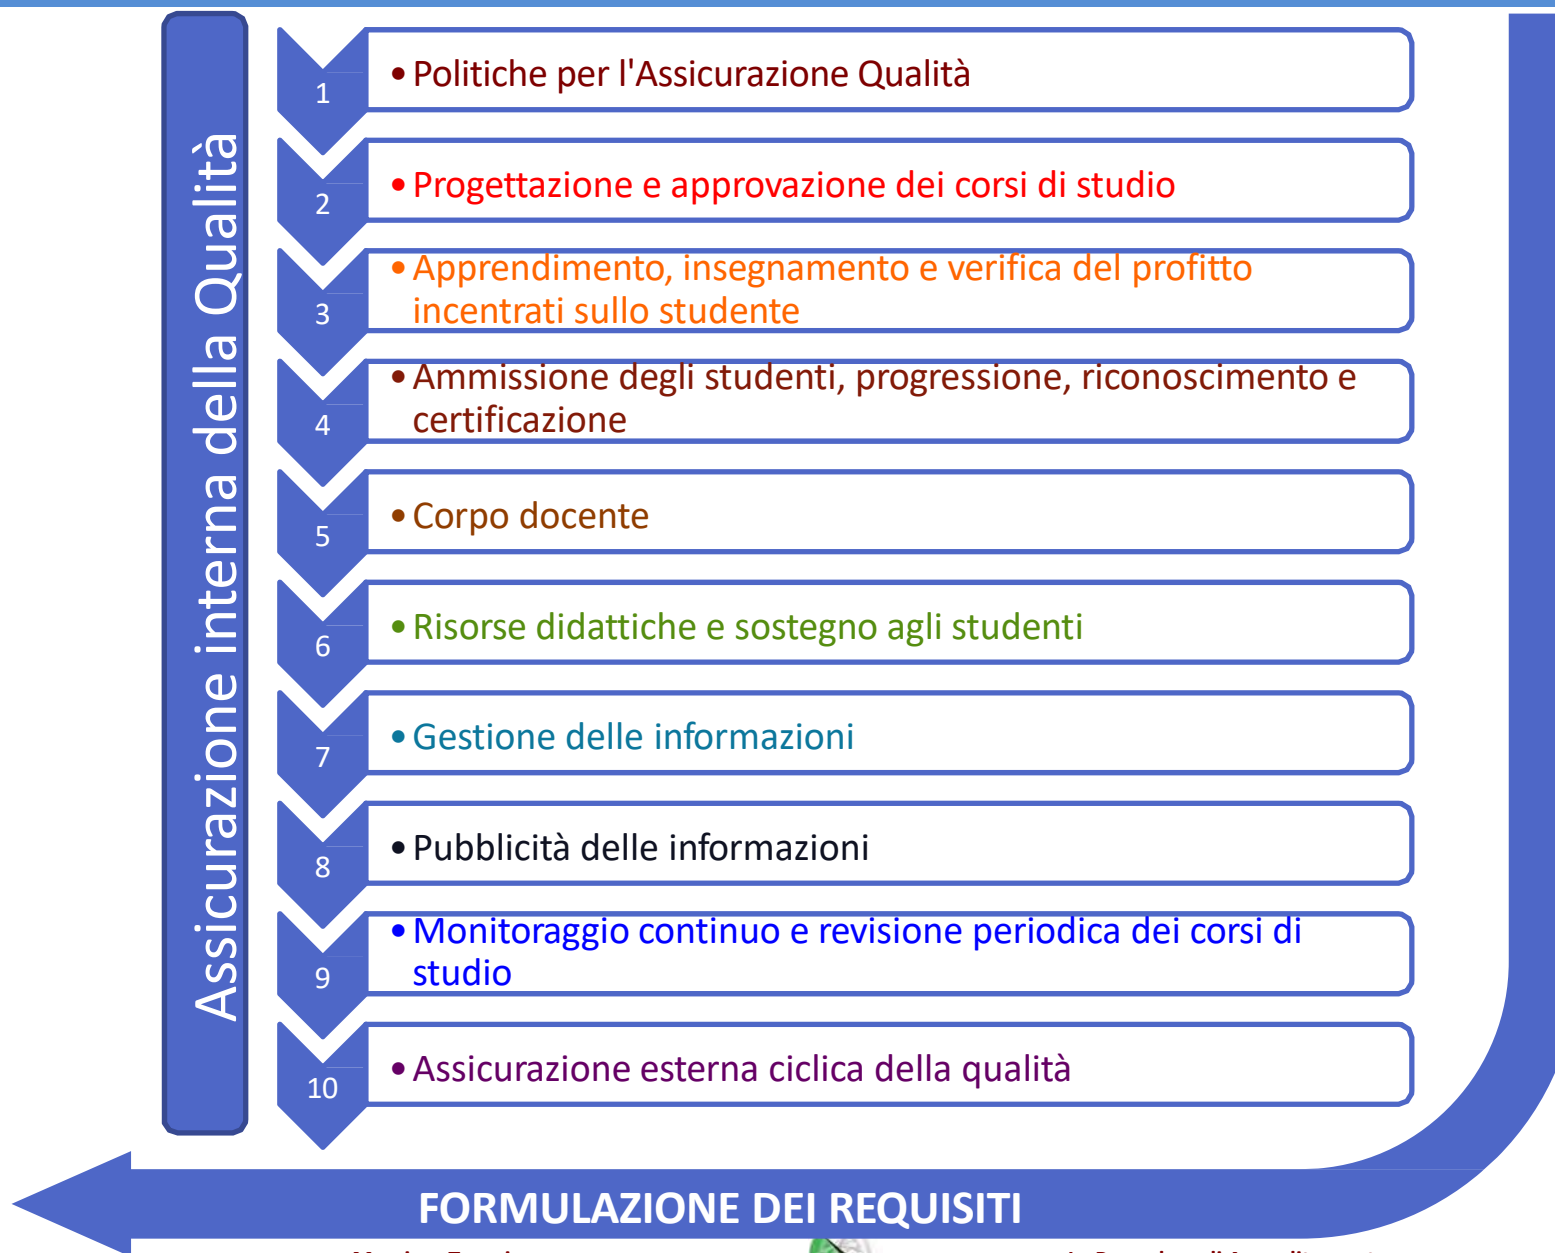 Assicurazione interna della Qualità
1
•Politiche per l'Assicurazione Qualità
2
•Progettazione e approvazione dei corsi di studio
3
•Apprendimento, insegnamento e verifica del profitto
incentrati sullo studente
4
•Ammissione degli studenti, progressione, riconoscimento e
certificazione
5
•Corpo docente
6
•Risorse didattiche e sostegno agli studenti
7
•Gestione delle informazioni
8
•Pubblicità delle informazioni
9
•Monitoraggio continuo e revisione periodica dei corsi di
studio
10
•Assicurazione esterna ciclica della qualità
FORMULAZIONE DEI REQUISITI